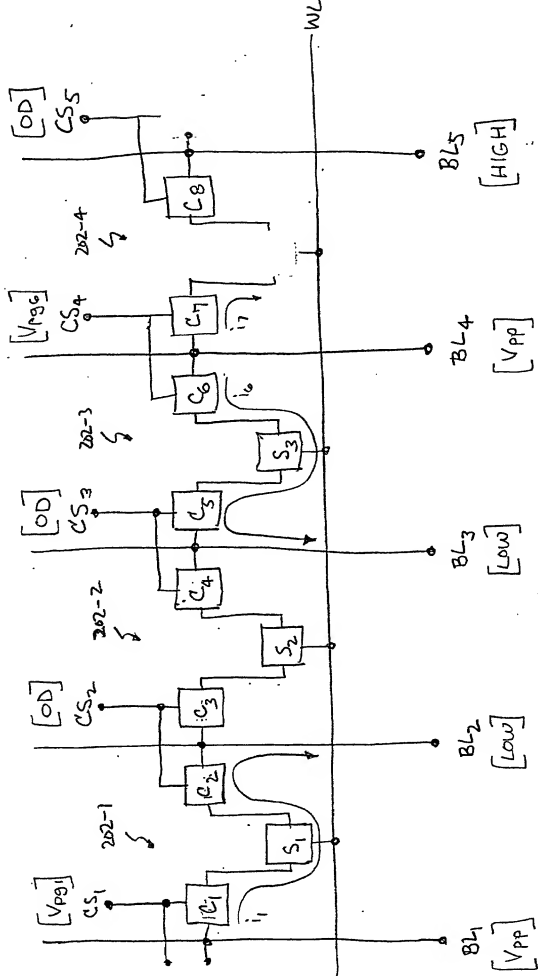 [Vpg1] [OD] [OD] [Vpg6] [OD]
CS1 CS2 CS3 CS4 CS5
202-1 202-2 202-3 202-4
C1 C2 C3 C4 C5 C6 C7 C8
i1 i6 i7
S1 S2 S3
WL
BL1 BL2 BL3 BL4 BL5
[VPP] [LOW] [LOW] [VPP] [HIGH]